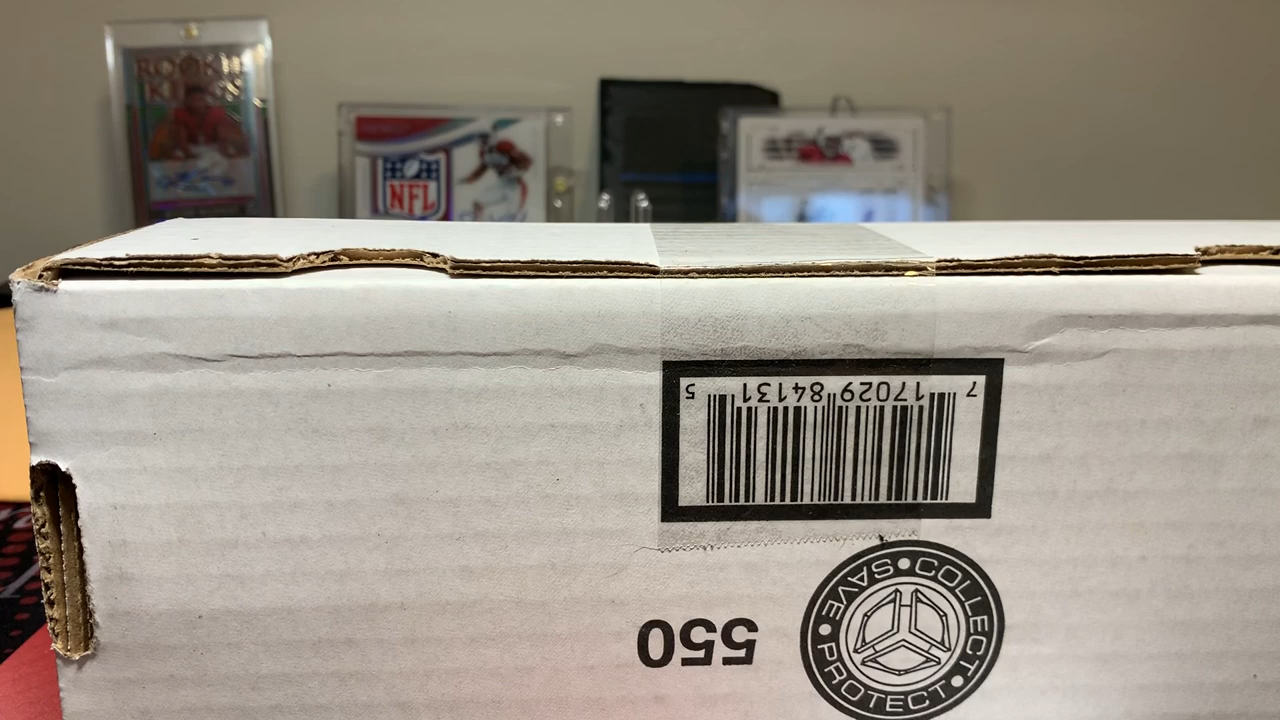 ROOKIE
KINGS
NFL
7 17029 84131 5
550
SAVE • COLLECT • PROTECT •